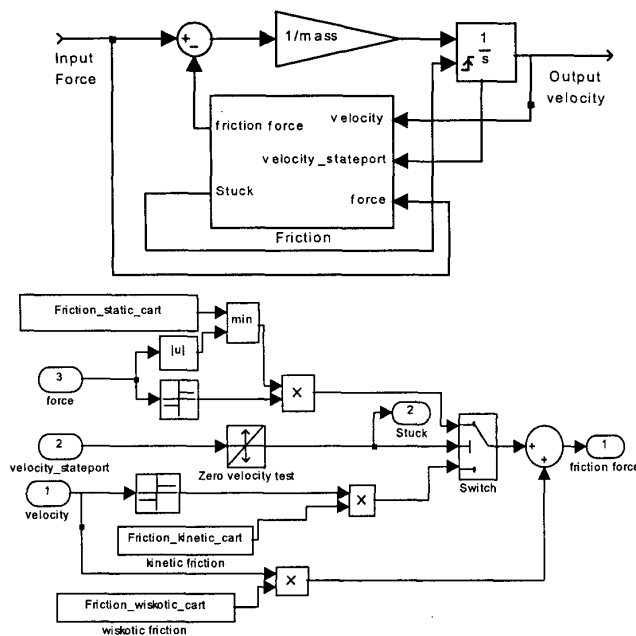 Input
Force
+
−
1/mass
1
s
Output
velocity
friction force
velocity
velocity_stateport
Stuck
force
Friction
Friction_static_cart
min
|u|
3
force
×
2
velocity_stateport
Zero velocity test
2
Stuck
Switch
+
+
1
friction force
1
velocity
Friction_kinetic_cart
kinetic friction
×
Friction_wiskotic_cart
wiskotic friction
×